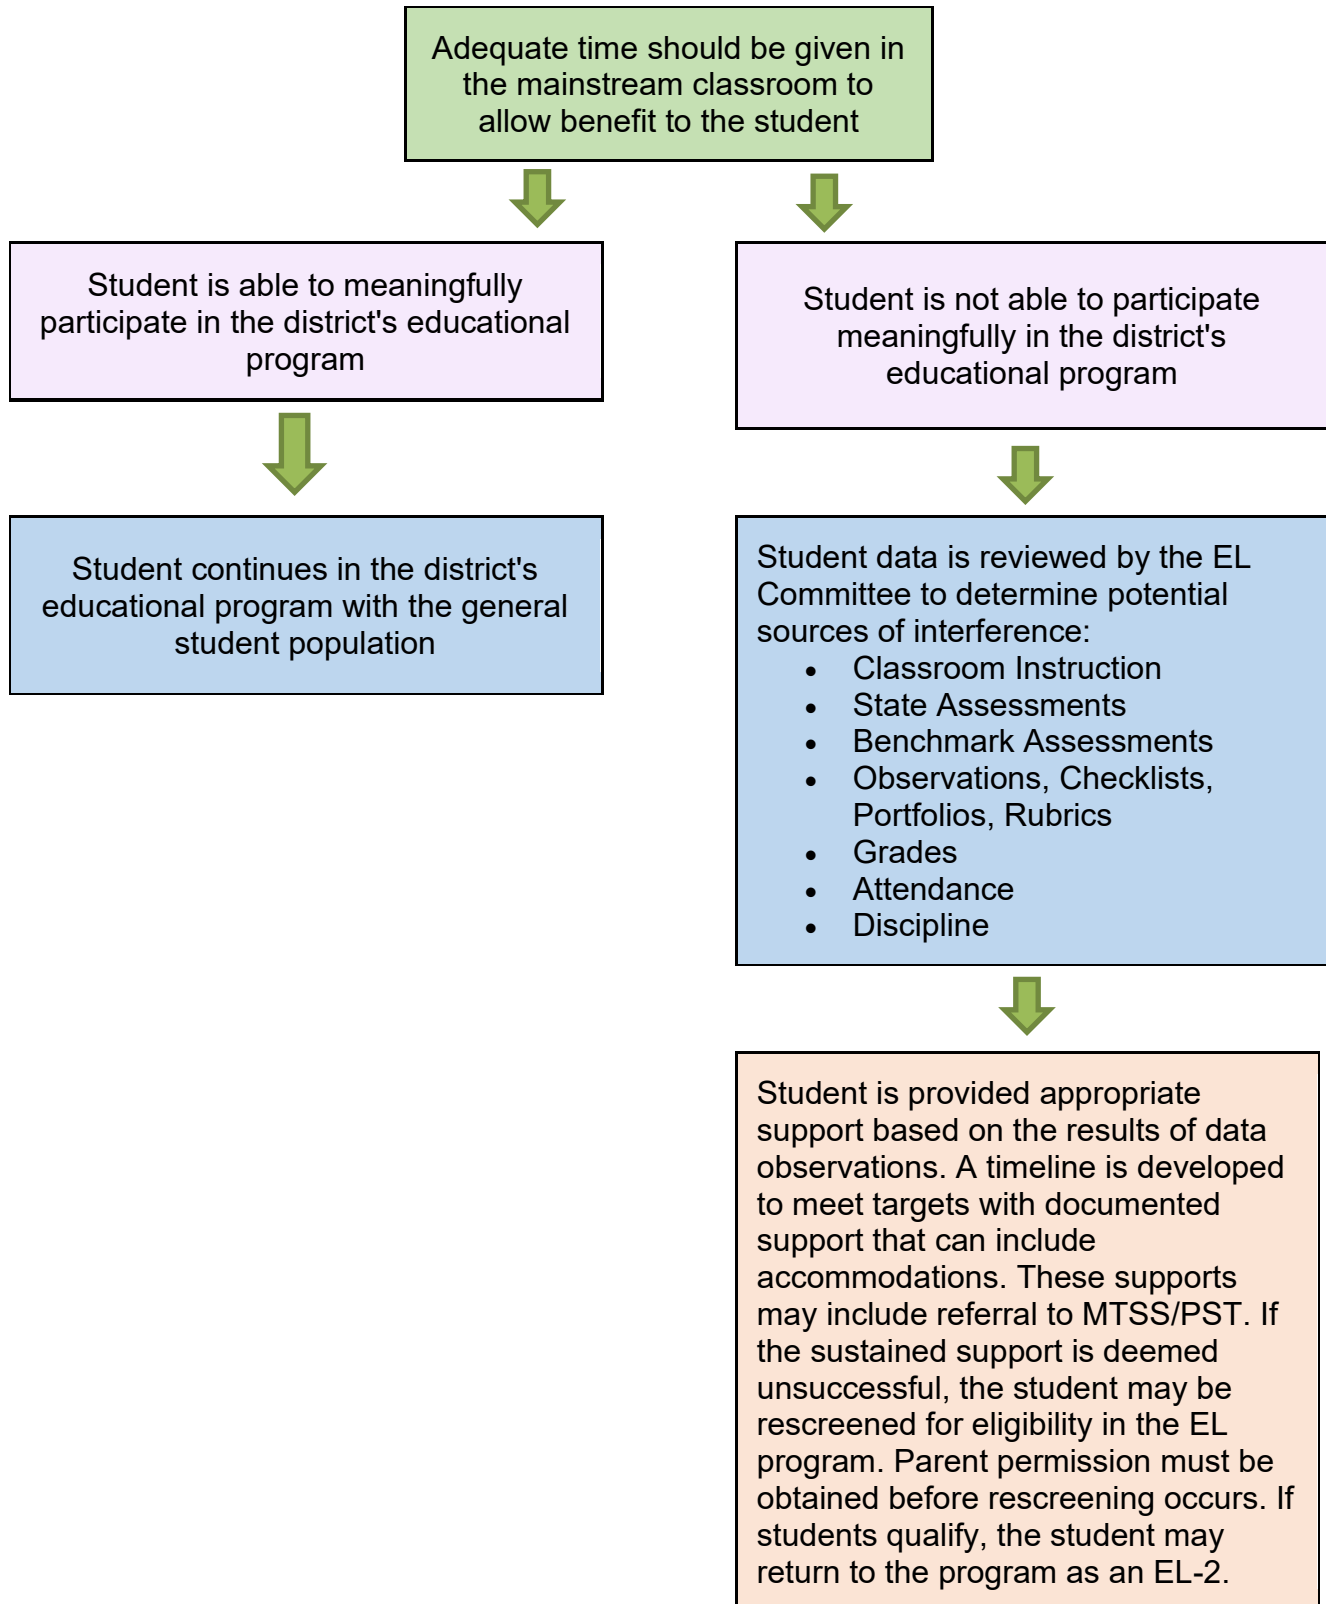 Adequate time should be given in
the mainstream classroom to
allow benefit to the student
Student is able to meaningfully
participate in the district's educational
program
Student is not able to participate
meaningfully in the district's
educational program
Student continues in the district's
educational program with the general
student population
Student data is reviewed by the EL
Committee to determine potential
sources of interference:
• Classroom Instruction
• State Assessments
• Benchmark Assessments
• Observations, Checklists,
Portfolios, Rubrics
• Grades
• Attendance
• Discipline
Student is provided appropriate
support based on the results of data
observations. A timeline is developed
to meet targets with documented
support that can include
accommodations. These supports
may include referral to MTSS/PST. If
the sustained support is deemed
unsuccessful, the student may be
rescreened for eligibility in the EL
program. Parent permission must be
obtained before rescreening occurs. If
students qualify, the student may
return to the program as an EL-2.